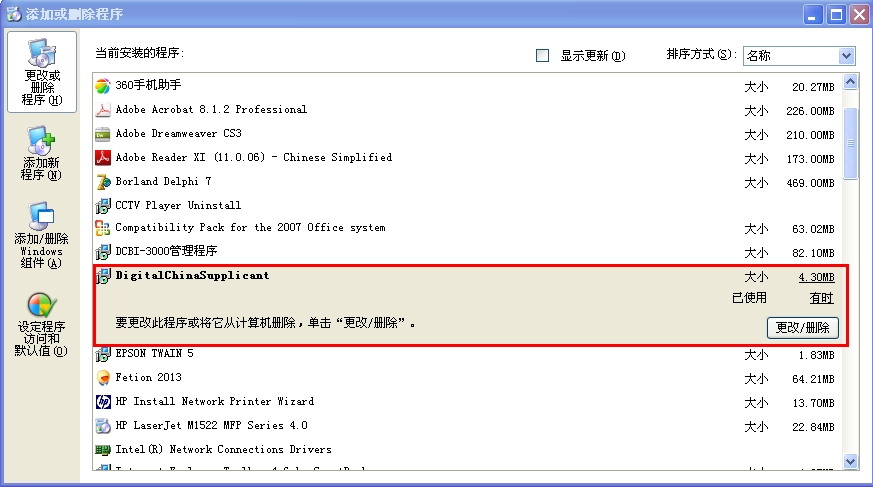 添加或删除程序
更改或
删除
程序(H)
添加新
程序(N)
添加/删除
Windows
组件(A)
设定程序
访问和
默认值(O)
当前安装的程序:
显示更新(D)
排序方式(S): 名称
360手机助手 大小 20.27MB
Adobe Acrobat 8.1.2 Professional 大小 226.00MB
Adobe Dreamweaver CS3 大小 210.00MB
Adobe Reader XI (11.0.06) - Chinese Simplified 大小 173.00MB
Borland Delphi 7 大小 469.00MB
CCTV Player Uninstall
Compatibility Pack for the 2007 Office system 大小 63.02MB
DCBI-3000管理程序 大小 82.10MB
DigitalChinaSupplicant 大小 4.30MB
已使用 有时
要更改此程序或将它从计算机删除,单击“更改/删除”。
更改/删除
EPSON TWAIN 5 大小 1.83MB
Fetion 2013 大小 64.21MB
HP Install Network Printer Wizard 大小 13.70MB
HP LaserJet M1522 MFP Series 4.0 大小 22.84MB
Intel(R) Network Connections Drivers